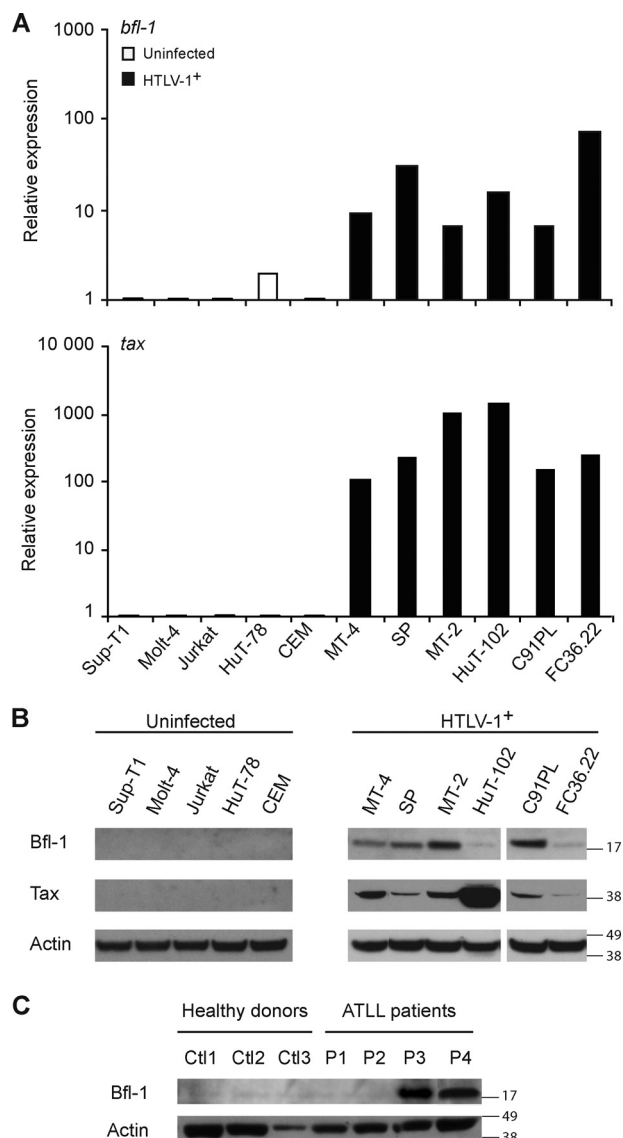 A
bfl-1
1000
Uninfected
HTLV-1+
100
Relative expression
10
1
10 000
tax
1000
100
Relative expression
10
1
Sup-T1 Molt-4 Jurkat HuT-78 CEM MT-4 SP MT-2 HuT-102 C91PL FC36.22
B
Uninfected HTLV-1+
Sup-T1 Molt-4 Jurkat HuT-78 CEM MT-4 SP MT-2 HuT-102 C91PL FC36.22
Bfl-1 17
Tax 38
Actin 49
38
C
Healthy donors ATLL patients
Ctl1 Ctl2 Ctl3 P1 P2 P3 P4
Bfl-1 17
49
Actin
38